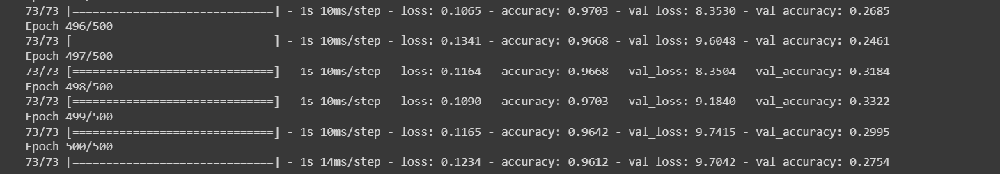 73/73 [==============================] - 1s 10ms/step - loss: 0.1065 - accuracy: 0.9703 - val_loss: 8.3530 - val_accuracy: 0.2685
Epoch 496/500
73/73 [==============================] - 1s 10ms/step - loss: 0.1341 - accuracy: 0.9668 - val_loss: 9.6048 - val_accuracy: 0.2461
Epoch 497/500
73/73 [==============================] - 1s 10ms/step - loss: 0.1164 - accuracy: 0.9668 - val_loss: 8.3504 - val_accuracy: 0.3184
Epoch 498/500
73/73 [==============================] - 1s 10ms/step - loss: 0.1090 - accuracy: 0.9703 - val_loss: 9.1840 - val_accuracy: 0.3322
Epoch 499/500
73/73 [==============================] - 1s 10ms/step - loss: 0.1165 - accuracy: 0.9642 - val_loss: 9.7415 - val_accuracy: 0.2995
Epoch 500/500
73/73 [==============================] - 1s 14ms/step - loss: 0.1234 - accuracy: 0.9612 - val_loss: 9.7042 - val_accuracy: 0.2754